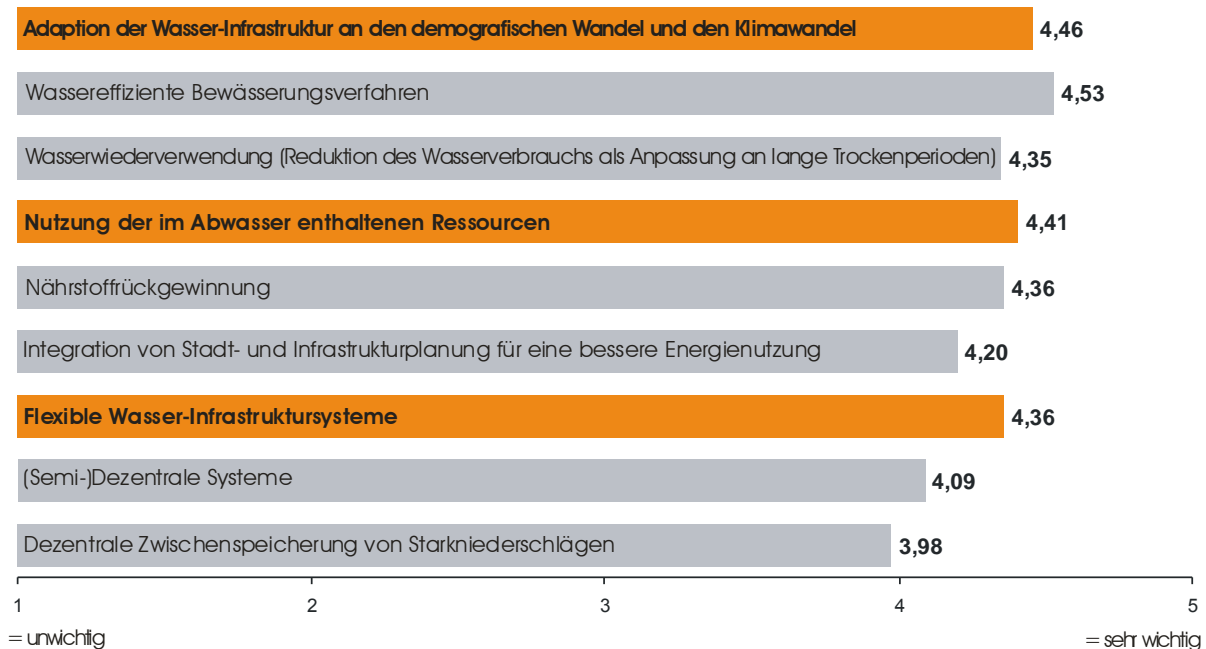 Adaption der Wasser-Infrastruktur an den demografischen Wandel und den Klimawandel 4,46
Wassereffiziente Bewässerungsverfahren 4,53
Wasserwiederverwendung (Reduktion des Wasserverbrauchs als Anpassung an lange Trockenperioden) 4,35
Nutzung der im Abwasser enthaltenen Ressourcen 4,41
Nährstoffrückgewinnung 4,36
Integration von Stadt- und Infrastrukturplanung für eine bessere Energienutzung 4,20
Flexible Wasser-Infrastruktursysteme 4,36
(Semi-)Dezentrale Systeme 4,09
Dezentrale Zwischenspeicherung von Starkniederschlägen 3,98
1 2 3 4 5
= unwichtig = sehr wichtig